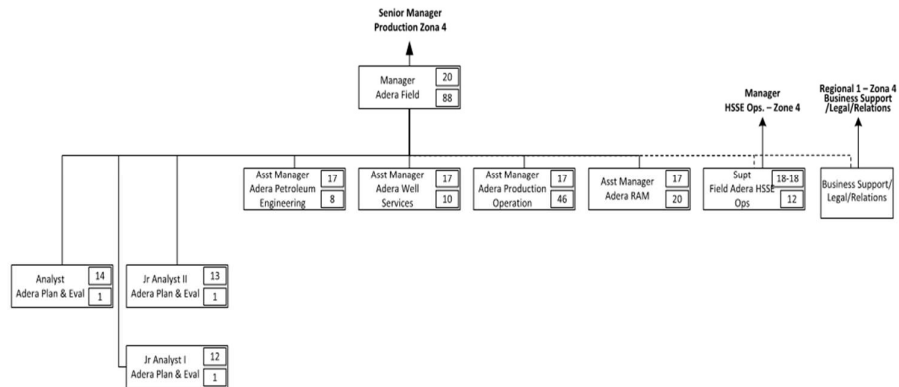 Senior Manager
Production Zona 4
Manager
Adera Field
20
88
Manager
HSSE Ops. – Zone 4
Regional 1 – Zona 4
Business Support
/Legal/Relations
Asst Manager
Adera Petroleum
Engineering
17
8
Asst Manager
Adera Well
Services
17
10
Asst Manager
Adera Production
Operation
17
46
Asst Manager
Adera RAM
17
20
Supt
Field Adera HSSE
Ops
18-18
12
Business Support/
Legal/Relations
Analyst
Adera Plan & Eval
14
1
Jr Analyst II
Adera Plan & Eval
13
1
Jr Analyst I
Adera Plan & Eval
12
1